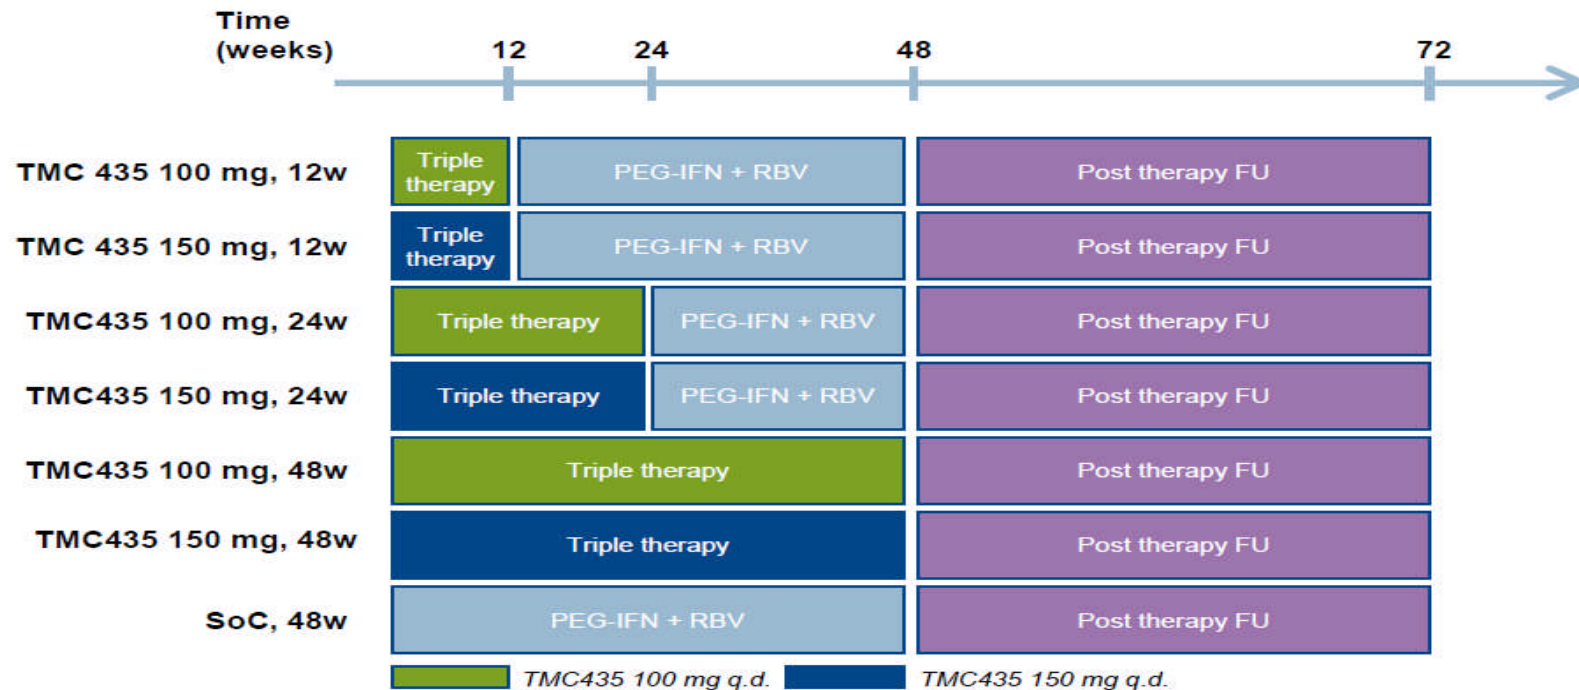 Time
(weeks)
12 24 48 72
TMC 435 100 mg, 12w
Triple
therapy
PEG-IFN + RBV
Post therapy FU
TMC 435 150 mg, 12w
Triple
therapy
PEG-IFN + RBV
Post therapy FU
TMC435 100 mg, 24w
Triple therapy
PEG-IFN + RBV
Post therapy FU
TMC435 150 mg, 24w
Triple therapy
PEG-IFN + RBV
Post therapy FU
TMC435 100 mg, 48w
Triple therapy
Post therapy FU
TMC435 150 mg, 48w
Triple therapy
Post therapy FU
SoC, 48w
PEG-IFN + RBV
Post therapy FU
TMC435 100 mg q.d.
TMC435 150 mg q.d.